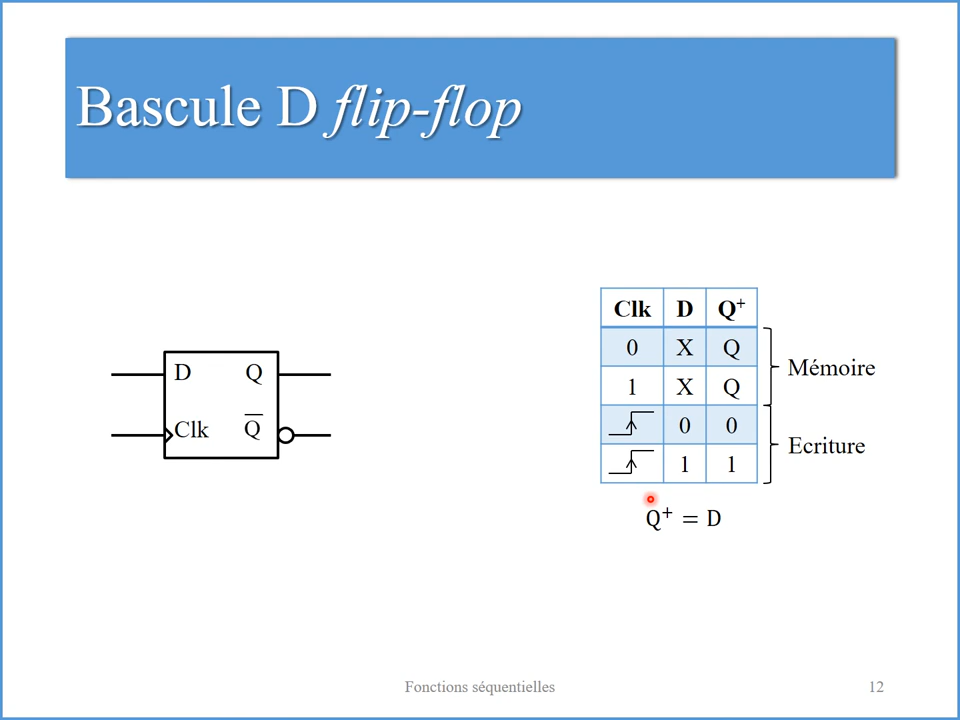 Bascule D flip-flop
D Q
Clk Q̅
Clk D Q⁺
0 X Q
1 X Q
Mémoire
0 0
1 1
Ecriture
Q⁺ = D
Fonctions séquentielles
12